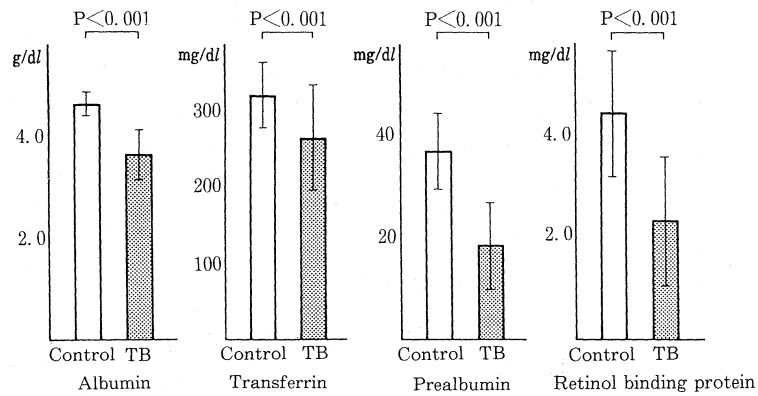 P<0.001 P<0.001 P<0.001 P<0.001
g/dl mg/dl mg/dl mg/dl
4.0 300 40 4.0
2.0 200 20 2.0
100
Control TB Control TB Control TB Control TB
Albumin Transferrin Prealbumin Retinol binding protein